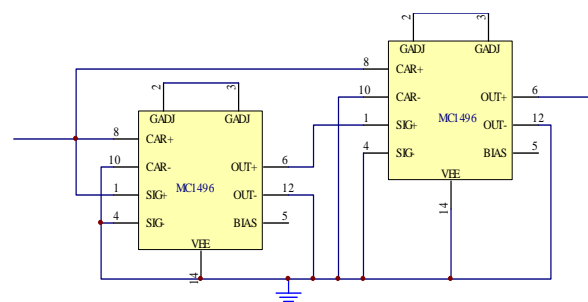 2 3
GADJ GADJ
8 CAR+
10 CAR- OUT+ 6
1 SIG+ MC1496 OUT- 12
4 SIG- BIAS 5
VEE
14
2 3
GADJ GADJ
8 CAR+
10 CAR- OUT+ 6
1 SIG+ MC1496 OUT- 12
4 SIG- BIAS 5
VEE
14